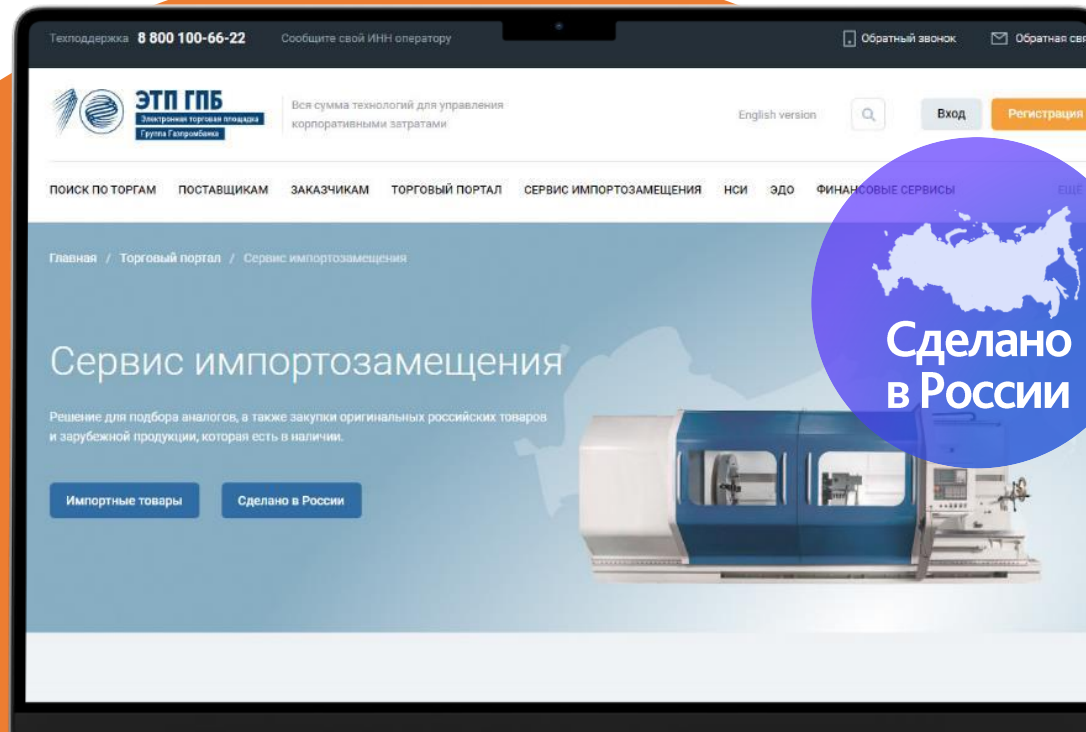 Техподдержка 8 800 100-66-22 Сообщите свой ИНН оператору Обратный звонок Обратная свя
ЭТП ГПБ
Электронная торговая площадка
Группа Газпромбанка
Вся сумма технологий для управления
корпоративными затратами
English version Вход Регистрация
ПОИСК ПО ТОРГАМ ПОСТАВЩИКАМ ЗАКАЗЧИКАМ ТОРГОВЫЙ ПОРТАЛ СЕРВИС ИМПОРТОЗАМЕЩЕНИЯ НСИ ЭДО ФИНАНСОВЫЕ СЕРВИСЫ ЕЩЁ
Главная / Торговый портал / Сервис импортозамещения
Сервис импортозамещения
Решение для подбора аналогов, а также закупки оригинальных российских товаров
и зарубежной продукции, которая есть в наличии.
Импортные товары Сделано в России
Сделано
в России